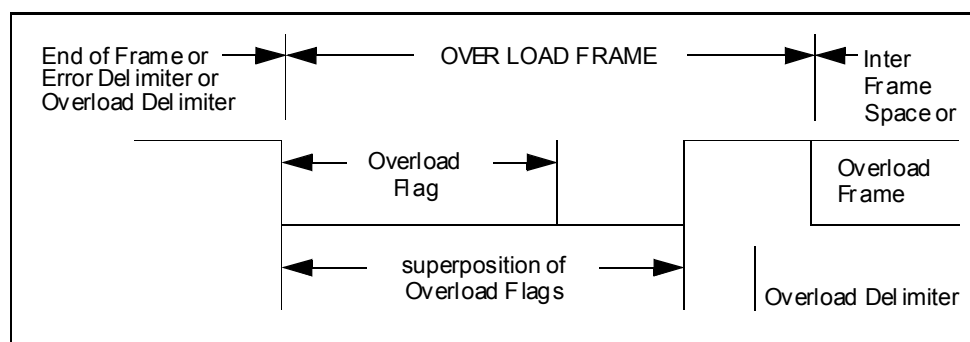 End of Frame or
Error Delimiter or
Overload Delimiter
OVER LOAD FRAME
Inter
Frame
Space or
Overload
Flag
Overload
Frame
superposition of
Overload Flags
Overload Delimiter